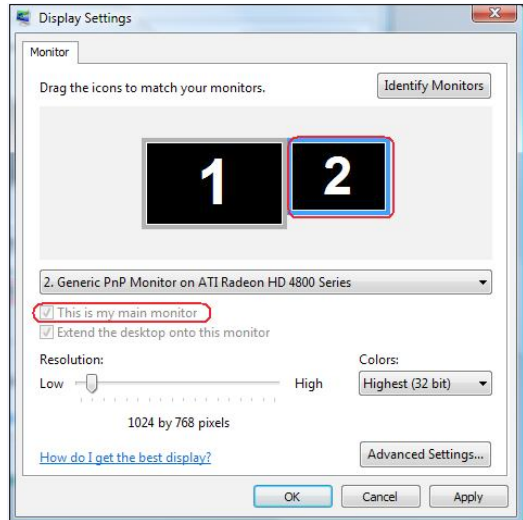 Display Settings
Monitor
Drag the icons to match your monitors.
Identify Monitors
1
2
2. Generic PnP Monitor on ATI Radeon HD 4800 Series
This is my main monitor
Extend the desktop onto this monitor
Resolution:
Colors:
Low
High
Highest (32 bit)
1024 by 768 pixels
How do I get the best display?
Advanced Settings...
OK
Cancel
Apply